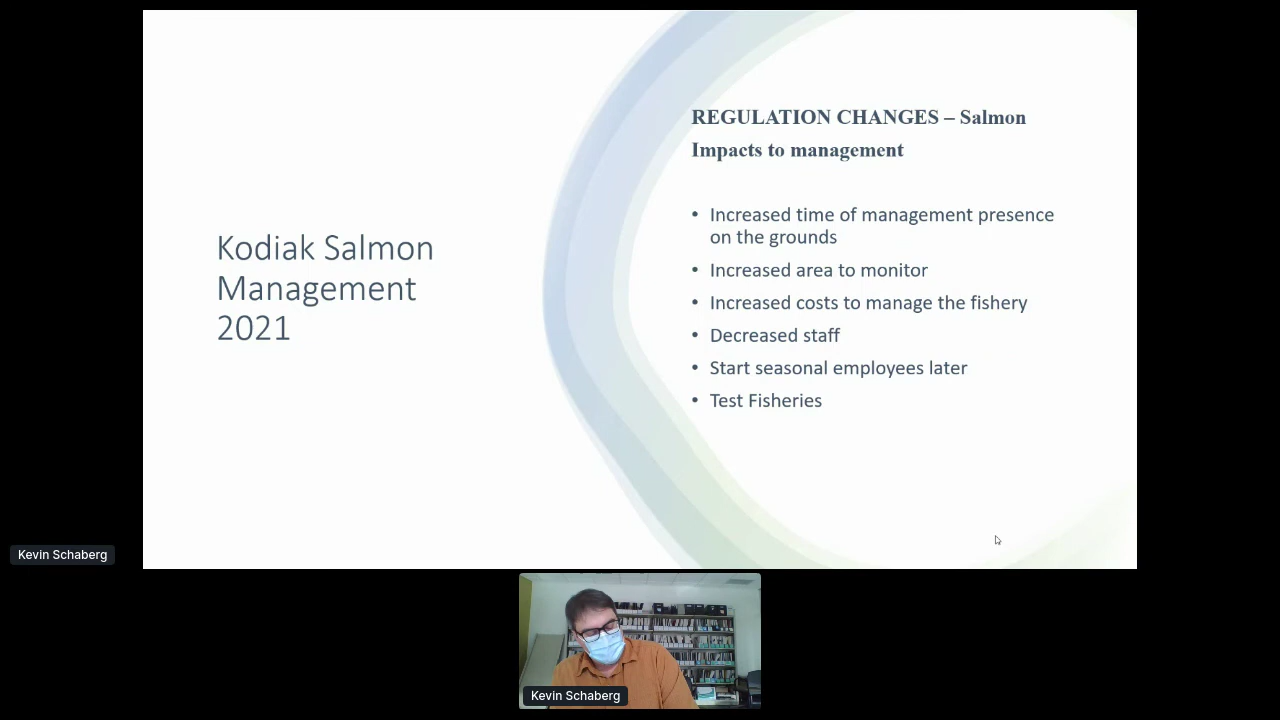 Kodiak Salmon
Management
2021
REGULATION CHANGES – Salmon
Impacts to management
• Increased time of management presence
on the grounds
• Increased area to monitor
• Increased costs to manage the fishery
• Decreased staff
• Start seasonal employees later
• Test Fisheries
Kevin Schaberg
Kevin Schaberg